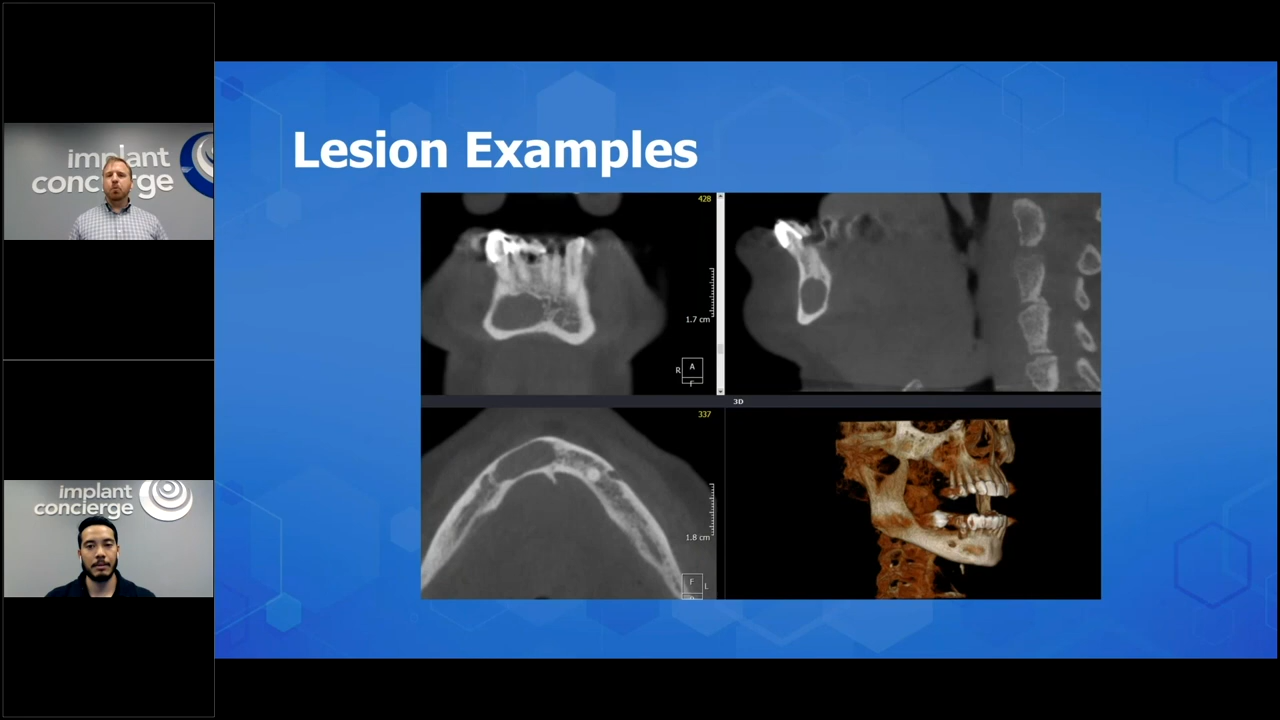 implant
concierge
Lesion Examples
428
1.7 cm
R
A
F
3D
337
1.8 cm
F
L
implant
concierge